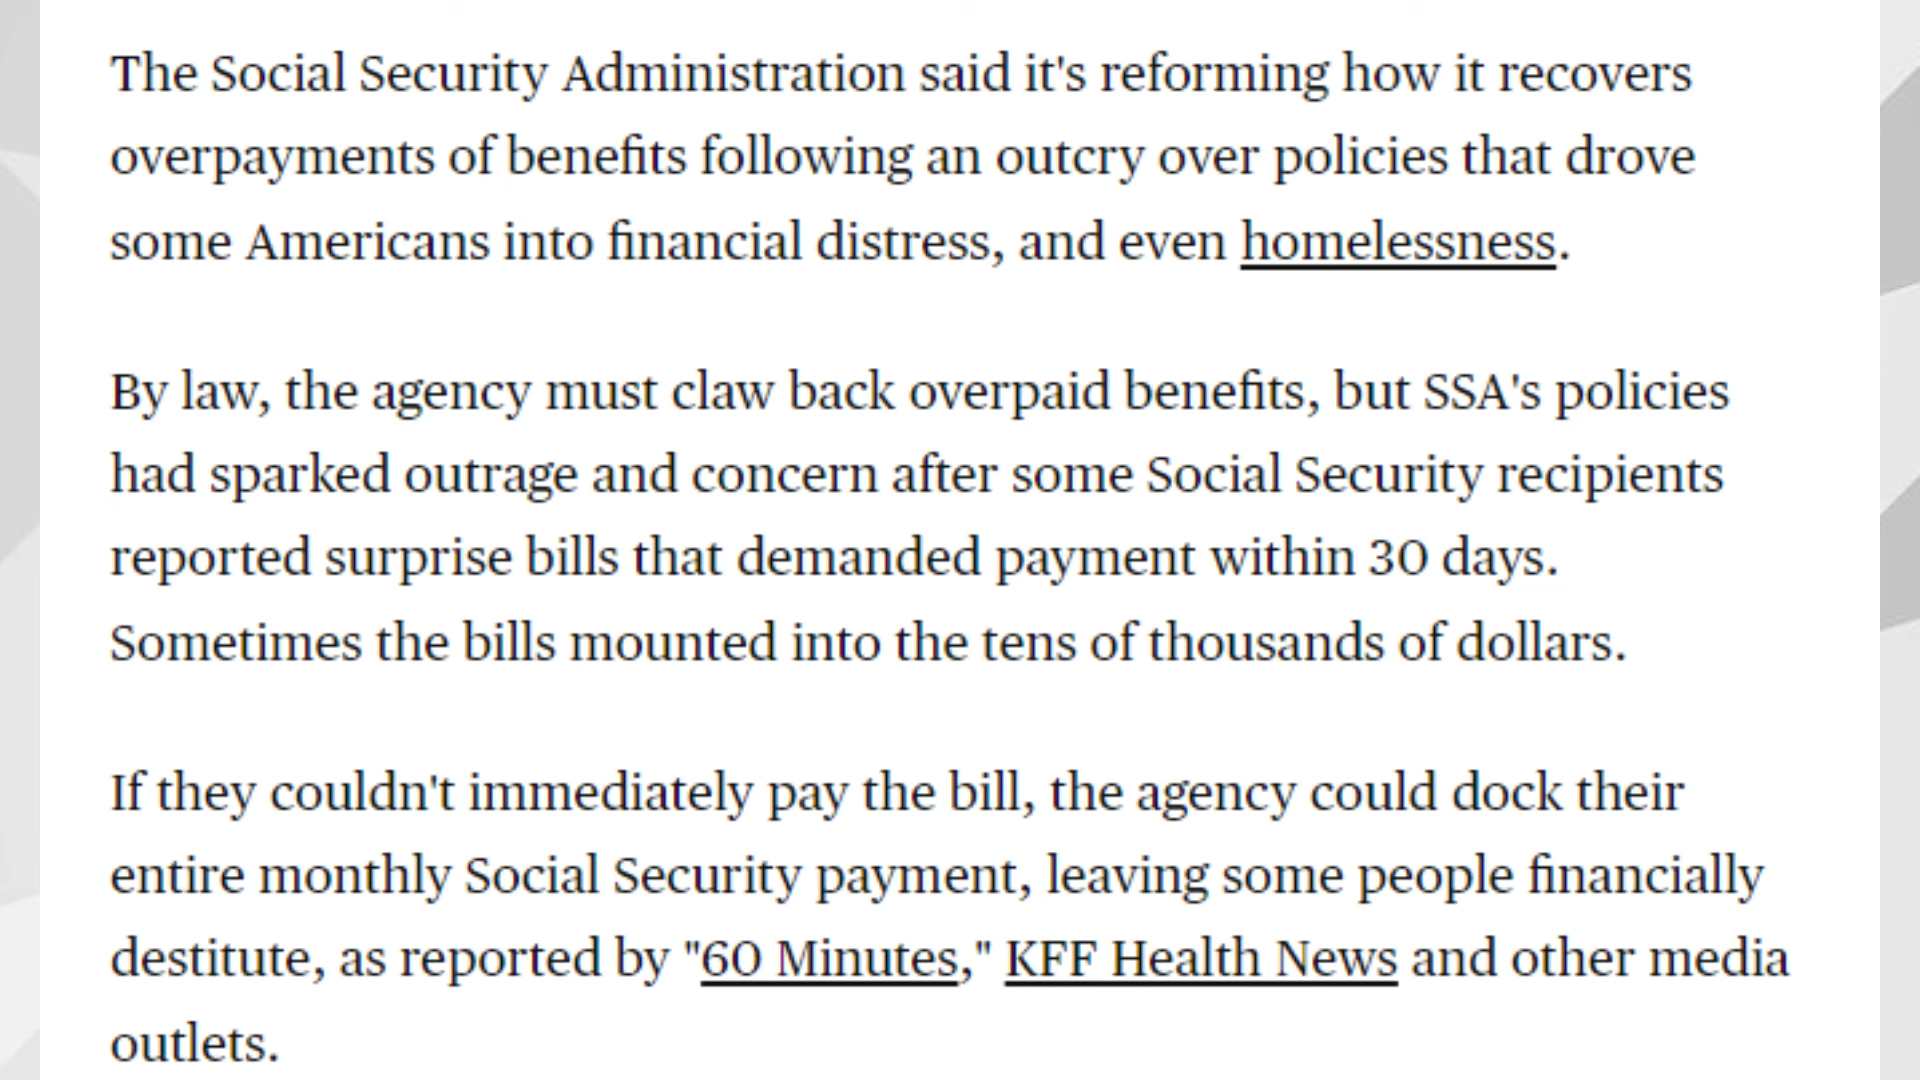 The Social Security Administration said it's reforming how it recovers
overpayments of benefits following an outcry over policies that drove
some Americans into financial distress, and even homelessness.
By law, the agency must claw back overpaid benefits, but SSA's policies
had sparked outrage and concern after some Social Security recipients
reported surprise bills that demanded payment within 30 days.
Sometimes the bills mounted into the tens of thousands of dollars.
If they couldn't immediately pay the bill, the agency could dock their
entire monthly Social Security payment, leaving some people financially
destitute, as reported by "60 Minutes," KFF Health News and other media
outlets.